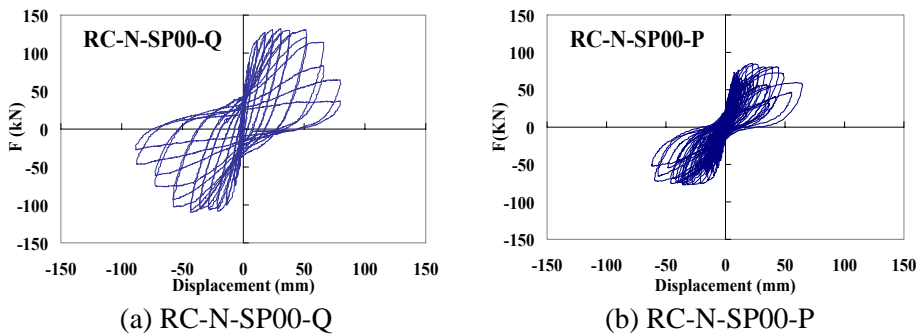 150
RC-N-SP00-Q
100
50
0
-50
-100
-150
F (kN)
-150 -100 -50 0 50 100 150
Displacement (mm)
(a) RC-N-SP00-Q
150
RC-N-SP00-P
100
50
0
-50
-100
-150
F(KN)
-150 -100 -50 0 50 100 150
Displacement (mm)
(b) RC-N-SP00-P